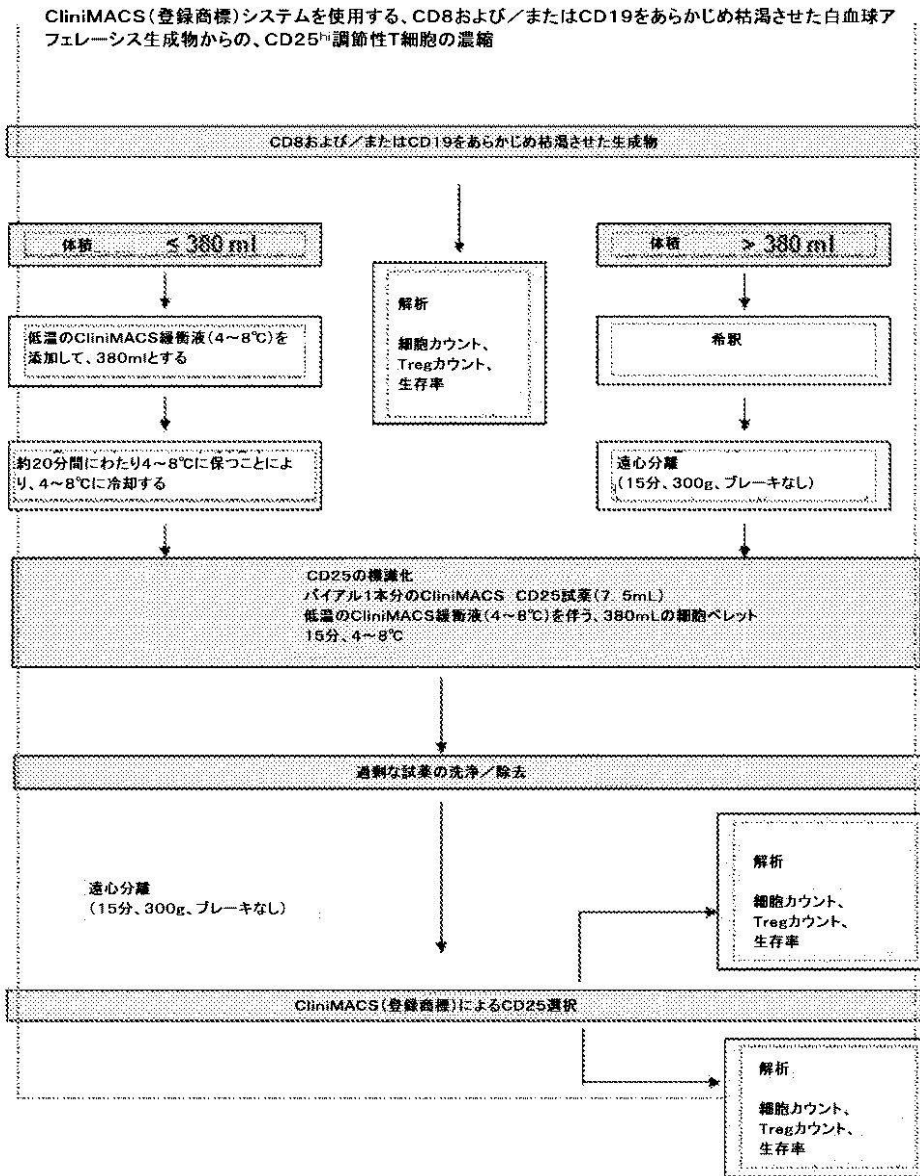 CliniMACS(登録商標)システムを使用する、CD8および／またはCD19をあらかじめ枯渇させた白血球ア
フェレーシス生成物からの、CD25ʰⁱ調節性T細胞の濃縮
CD8および／またはCD19をあらかじめ枯渇させた生成物
体積 ≤ 380 ml
体積 > 380 ml
低温のCliniMACS緩衝液(4～8℃)を
添加して、380mlとする
解析
細胞カウント、
Tregカウント、
生存率
希釈
約20分間にわたり4～8℃に保つことによ
り、4～8℃に冷却する
遠心分離
(15分、300g、ブレーキなし)
CD25の標識化
バイアル1本分のCliniMACS CD25試薬(7. 5mL)
低温のCliniMACS緩衝液(4～8℃)を伴う、380mLの細胞ペレット
15分、4～8℃
過剰な試薬の洗浄／除去
遠心分離
(15分、300g、ブレーキなし)
解析
細胞カウント、
Tregカウント、
生存率
CliniMACS(登録商標)によるCD25選択
解析
細胞カウント、
Tregカウント、
生存率